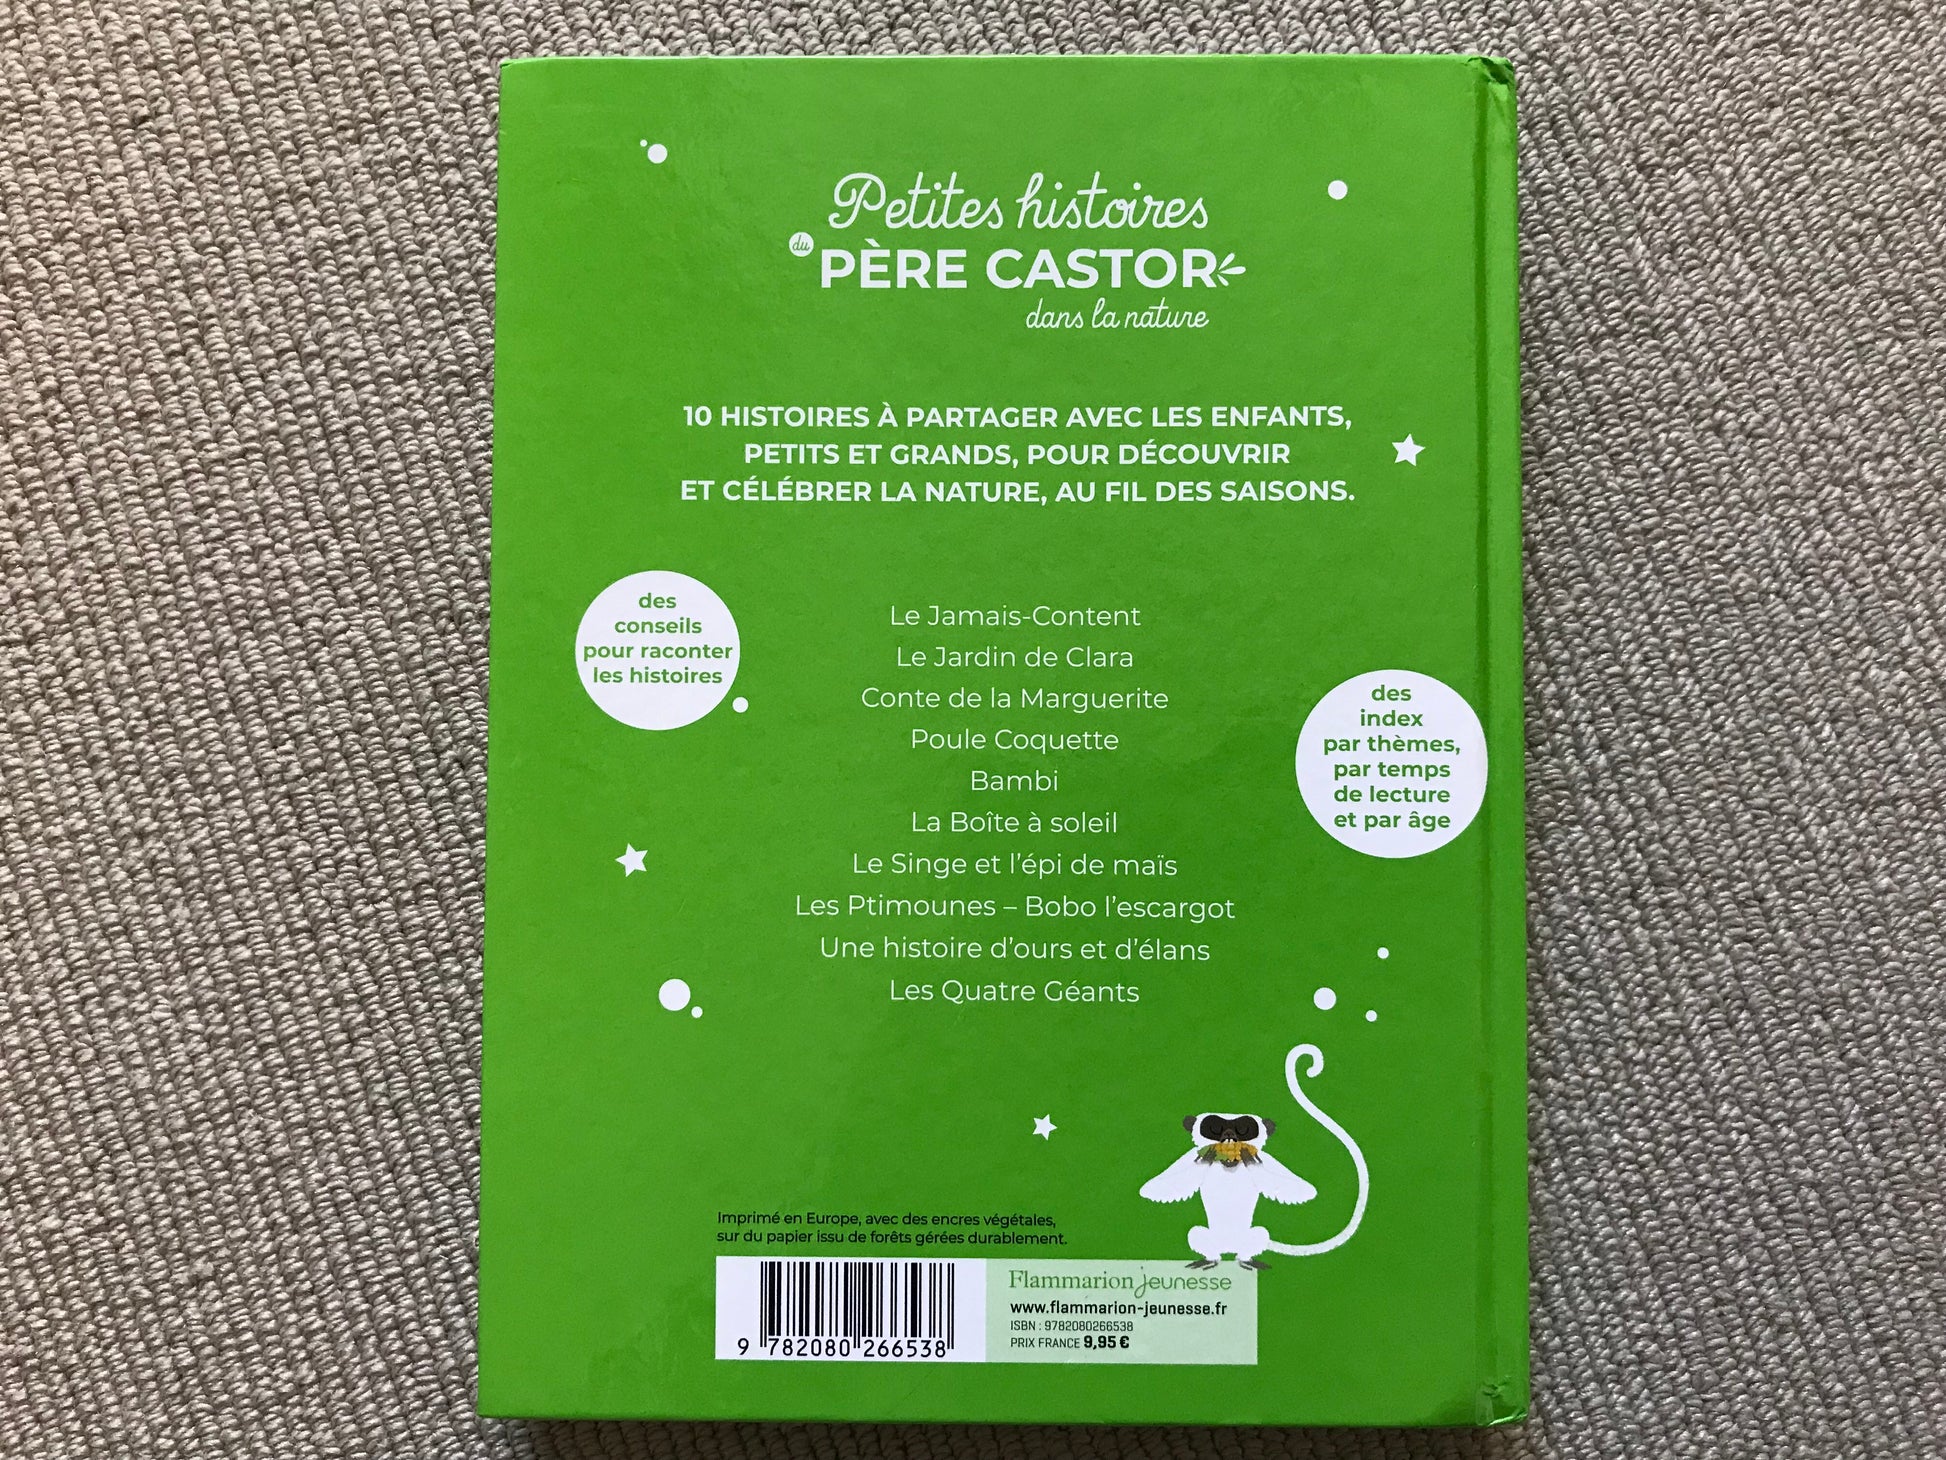 Petites histoires
du
PÈRE CASTOR
dans la nature
10 HISTOIRES À PARTAGER AVEC LES ENFANTS,
PETITS ET GRANDS, POUR DÉCOUVRIR
ET CÉLÉBRER LA NATURE, AU FIL DES SAISONS.
des
conseils
pour raconter
les histoires
Le Jamais-Content
Le Jardin de Clara
Conte de la Marguerite
Poule Coquette
Bambi
La Boîte à soleil
Le Singe et l'épi de maïs
Les Ptimounes – Bobo l'escargot
Une histoire d'ours et d'élans
Les Quatre Géants
des
index
par thèmes,
par temps
de lecture
et par âge
Imprimé en Europe, avec des encres végétales,
sur du papier issu de forêts gérées durablement.
9 782080 266538
Flammarion jeunesse
www.flammarion-jeunesse.fr
ISBN : 9782080266538
PRIX FRANCE 9,95 €